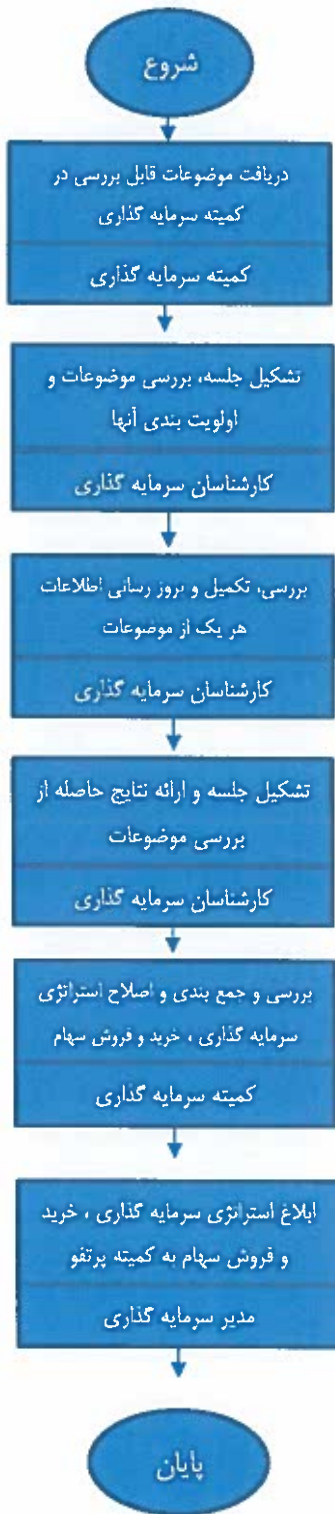 شروع
دریافت موضوعات قابل بررسی در
کمیته سرمایه گذاری
کمیته سرمایه گذاری
تشکیل جلسه، بررسی موضوعات و
اولویت بندی آنها
کارشناسان سرمایه گذاری
بررسی، تکمیل و بروز رسانی اطلاعات
هر یک از موضوعات
کارشناسان سرمایه گذاری
تشکیل جلسه و ارائه نتایج حاصله از
بررسی موضوعات
کارشناسان سرمایه گذاری
بررسی و جمع بندی و اصلاح استراتژی
سرمایه گذاری ، خرید و فروش سهام
کمیته سرمایه گذاری
ابلاغ استراتژی سرمایه گذاری ، خرید
و فروش سهام به کمیته پرتفو
مدیر سرمایه گذاری
پایان